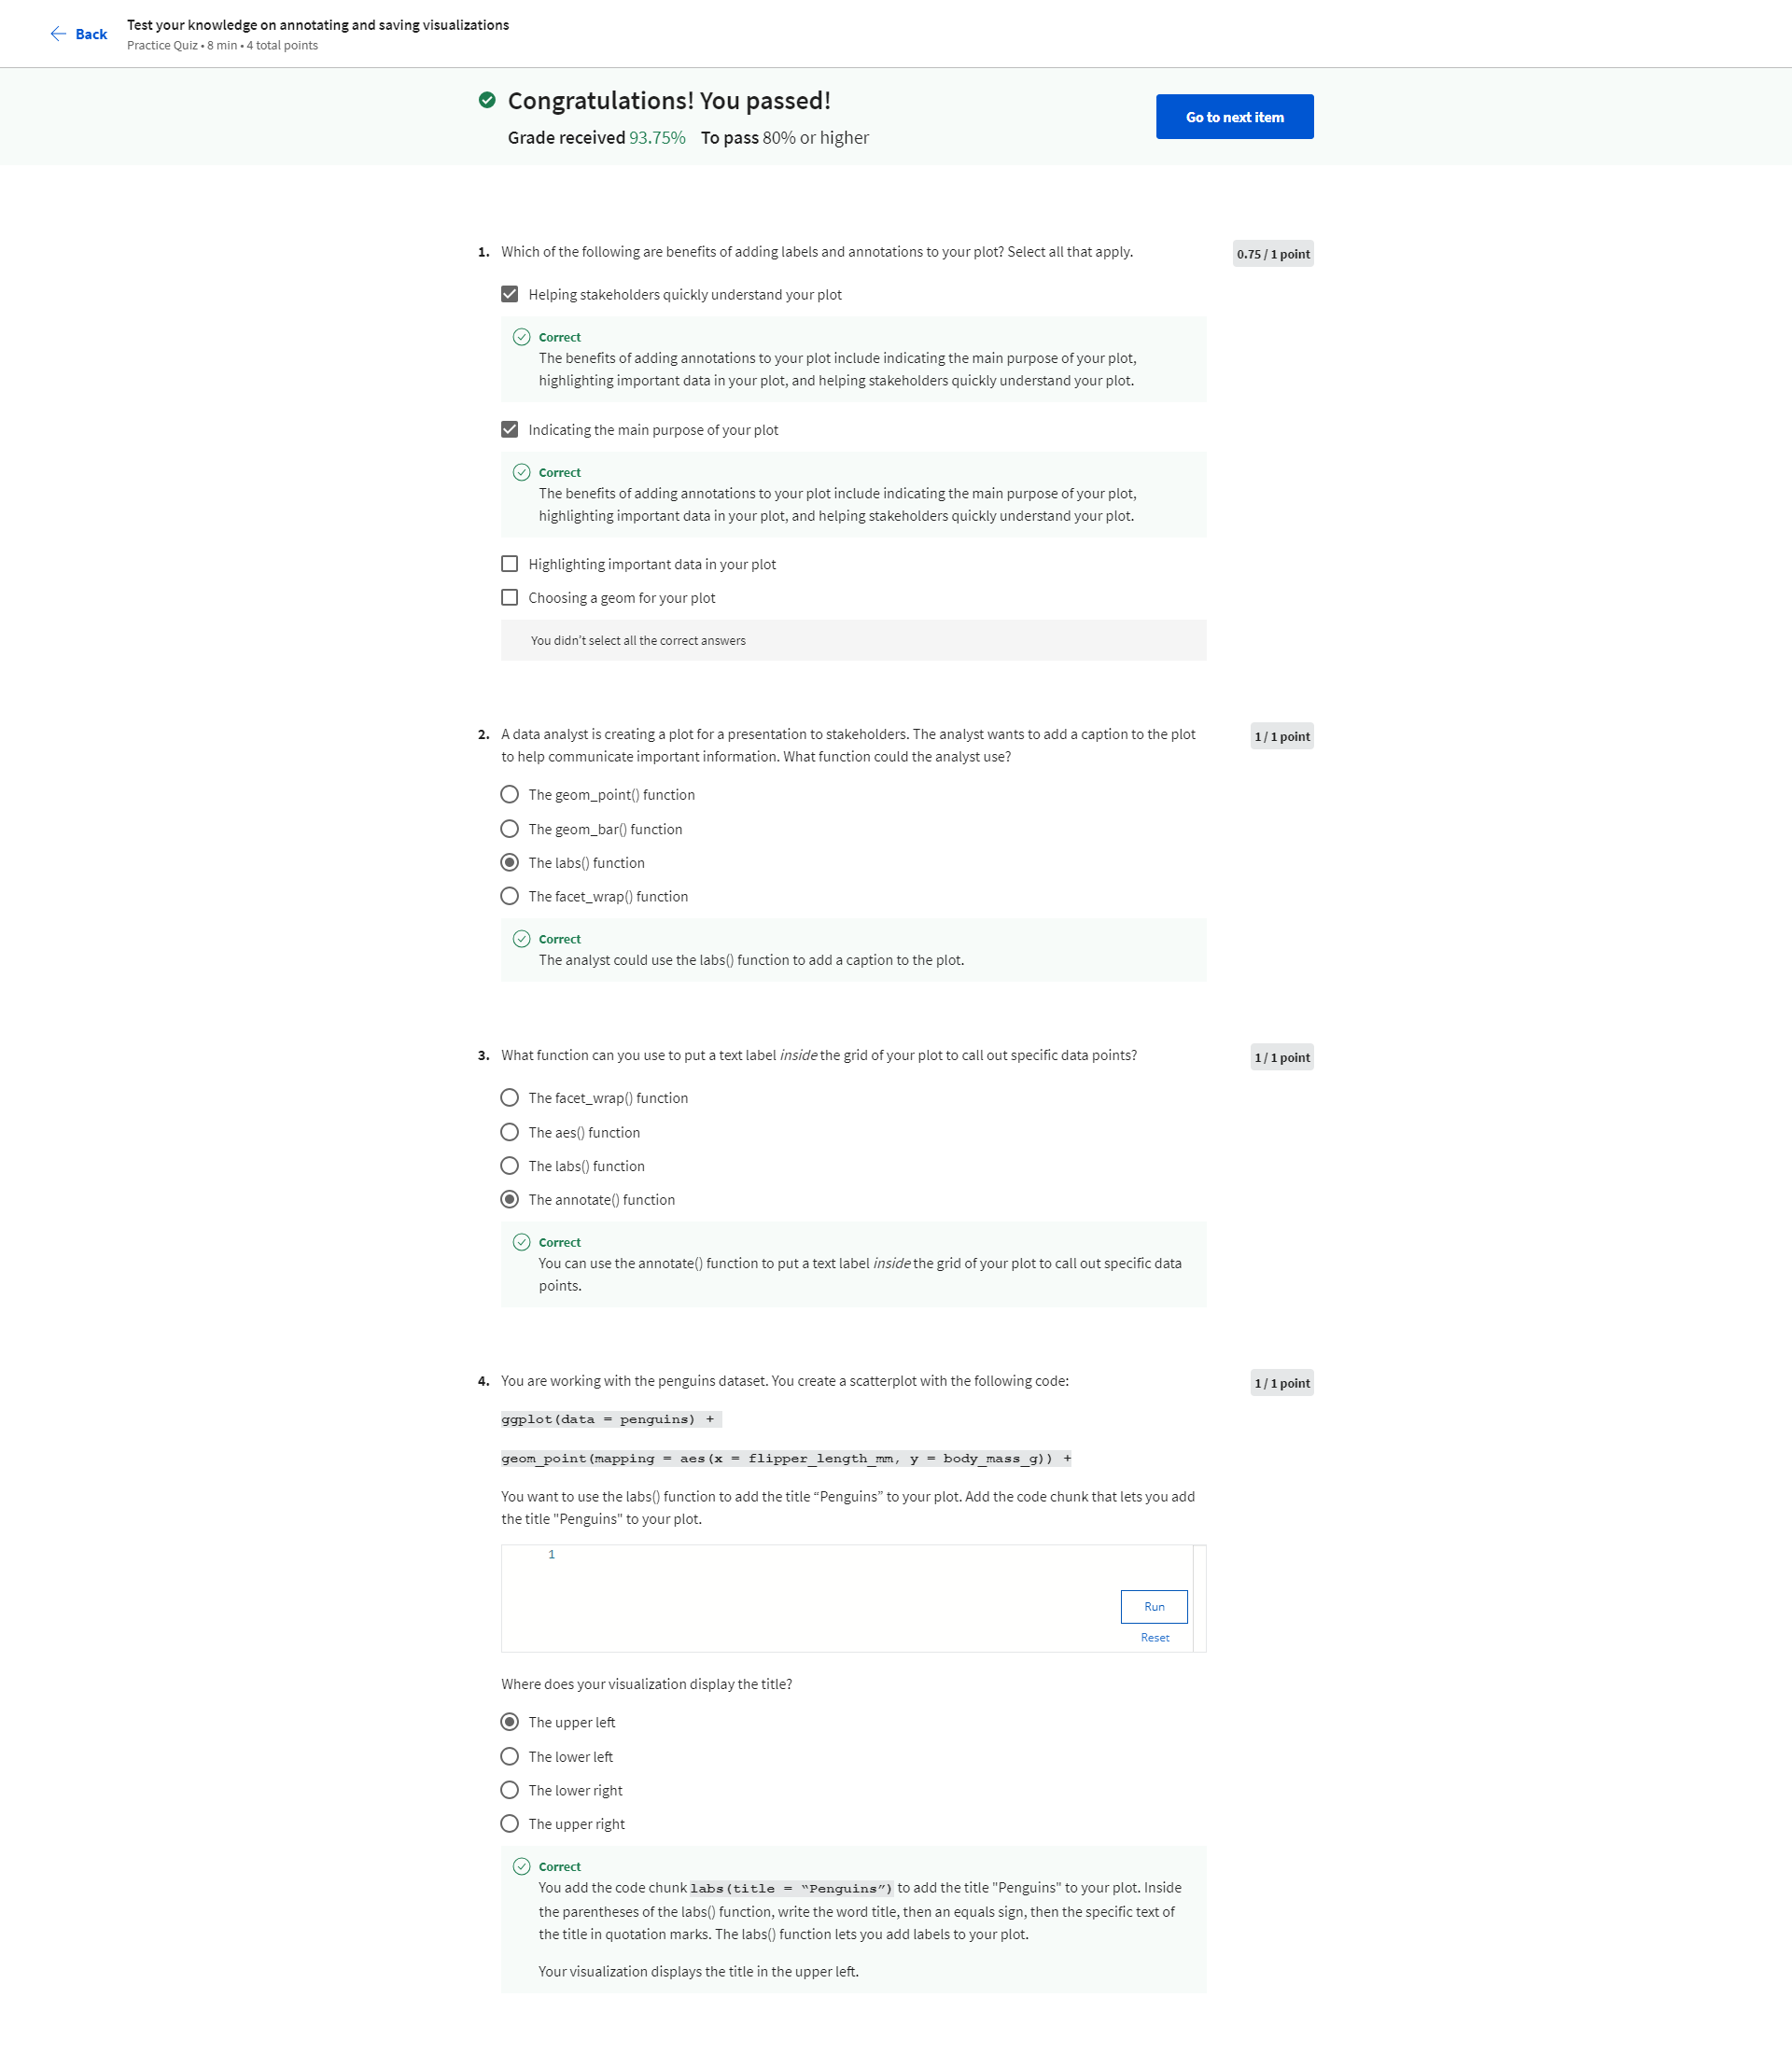 Back
Test your knowledge on annotating and saving visualizations
Practice Quiz • 8 min • 4 total points
Congratulations! You passed!
Grade received 93.75% To pass 80% or higher
Go to next item
1. Which of the following are benefits of adding labels and annotations to your plot? Select all that apply.
0.75 / 1 point
Helping stakeholders quickly understand your plot
Correct
The benefits of adding annotations to your plot include indicating the main purpose of your plot,
highlighting important data in your plot, and helping stakeholders quickly understand your plot.
Indicating the main purpose of your plot
Correct
The benefits of adding annotations to your plot include indicating the main purpose of your plot,
highlighting important data in your plot, and helping stakeholders quickly understand your plot.
Highlighting important data in your plot
Choosing a geom for your plot
You didn't select all the correct answers
2. A data analyst is creating a plot for a presentation to stakeholders. The analyst wants to add a caption to the plot
to help communicate important information. What function could the analyst use?
1 / 1 point
The geom_point() function
The geom_bar() function
The labs() function
The facet_wrap() function
Correct
The analyst could use the labs() function to add a caption to the plot.
3. What function can you use to put a text label inside the grid of your plot to call out specific data points?
1 / 1 point
The facet_wrap() function
The aes() function
The labs() function
The annotate() function
Correct
You can use the annotate() function to put a text label inside the grid of your plot to call out specific data
points.
4. You are working with the penguins dataset. You create a scatterplot with the following code:
1 / 1 point
ggplot(data = penguins) +
geom_point(mapping = aes(x = flipper_length_mm, y = body_mass_g)) +
You want to use the labs() function to add the title “Penguins” to your plot. Add the code chunk that lets you add
the title "Penguins" to your plot.
1
Run
Reset
Where does your visualization display the title?
The upper left
The lower left
The lower right
The upper right
Correct
You add the code chunk labs(title = “Penguins”) to add the title "Penguins" to your plot. Inside
the parentheses of the labs() function, write the word title, then an equals sign, then the specific text of
the title in quotation marks. The labs() function lets you add labels to your plot.
Your visualization displays the title in the upper left.